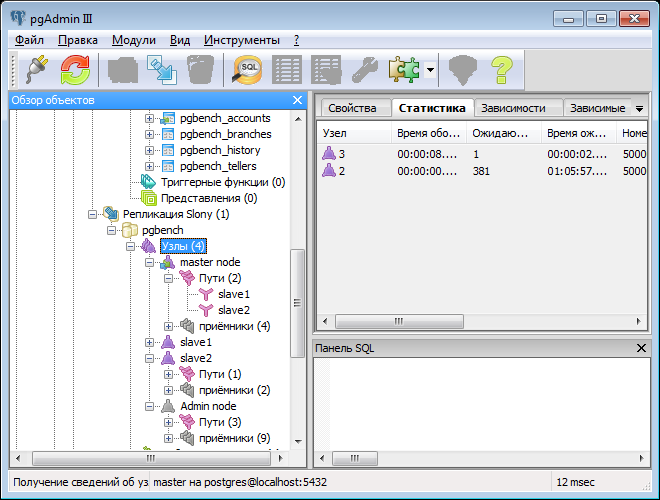 pgAdmin III
Файл Правка Модули Вид Инструменты ?
SQL
Обзор объектов
pgbench_accounts
pgbench_branches
pgbench_history
pgbench_tellers
Триггерные функции (0)
Представления (0)
Репликация Slony (1)
pgbench
Узлы (4)
master node
Пути (2)
slave1
slave2
приёмники (4)
slave1
slave2
Пути (1)
приёмники (2)
Admin node
Пути (3)
приёмники (9)
Свойства Статистика Зависимости Зависимые
Узел Время обо... Ожидаю... Время ож... Номе
3 00:00:08.... 1 00:00:02.... 5000
2 00:00:00.... 381 01:05:57.... 5000
Панель SQL
Получение сведений об уз master на postgres@localhost:5432 12 msec